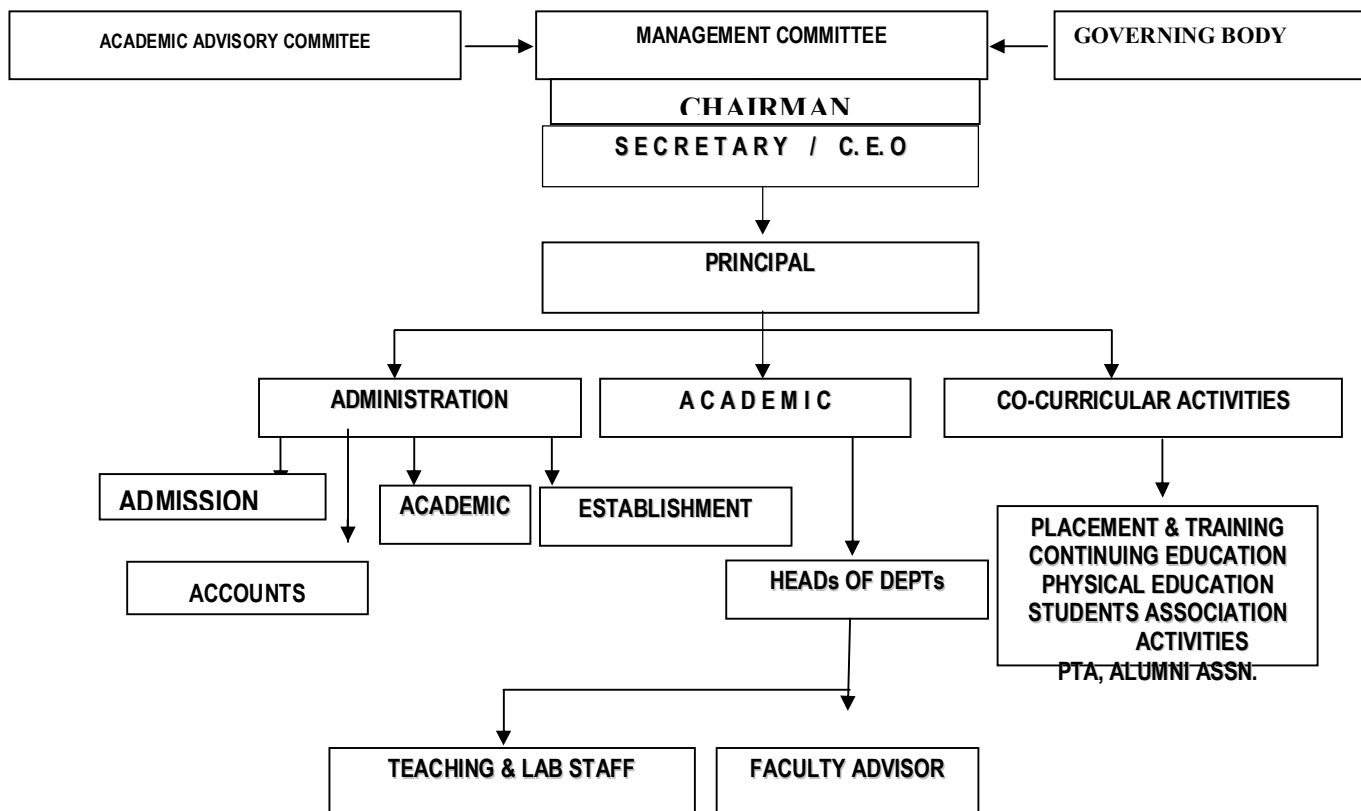 ACADEMIC ADVISORY COMMITEE
MANAGEMENT COMMITTEE
GOVERNING BODY
CHAIRMAN
SECRETARY / C.E.O
PRINCIPAL
ADMINISTRATION
ACADEMIC
CO-CURRICULAR ACTIVITIES
ADMISSION
ACADEMIC
ESTABLISHMENT
ACCOUNTS
HEADs OF DEPTs
PLACEMENT & TRAINING
CONTINUING EDUCATION
PHYSICAL EDUCATION
STUDENTS ASSOCIATION
ACTIVITIES
PTA, ALUMNI ASSN.
TEACHING & LAB STAFF
FACULTY ADVISOR